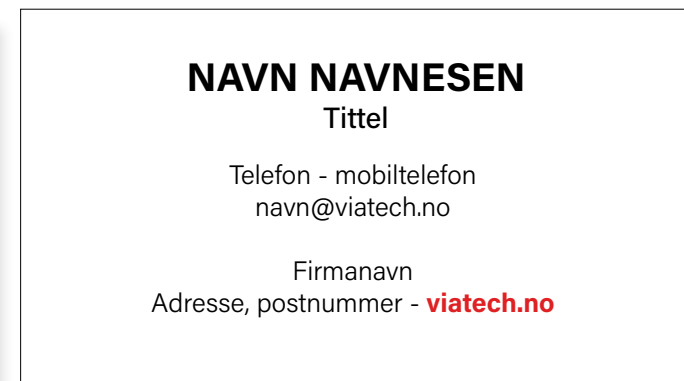 NAVN NAVNESEN
Tittel
Telefon - mobiltelefon
navn@viatech.no
Firmanavn
Adresse, postnummer - viatech.no